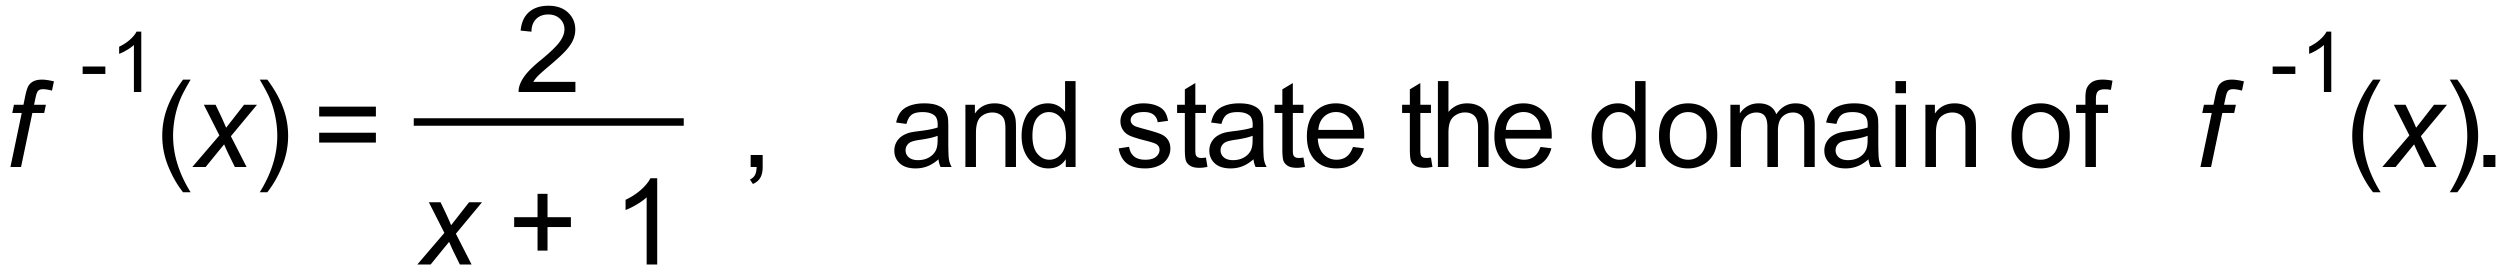 f⁻¹(x) = 2/(x + 1) , and state the domain of f⁻¹(x).